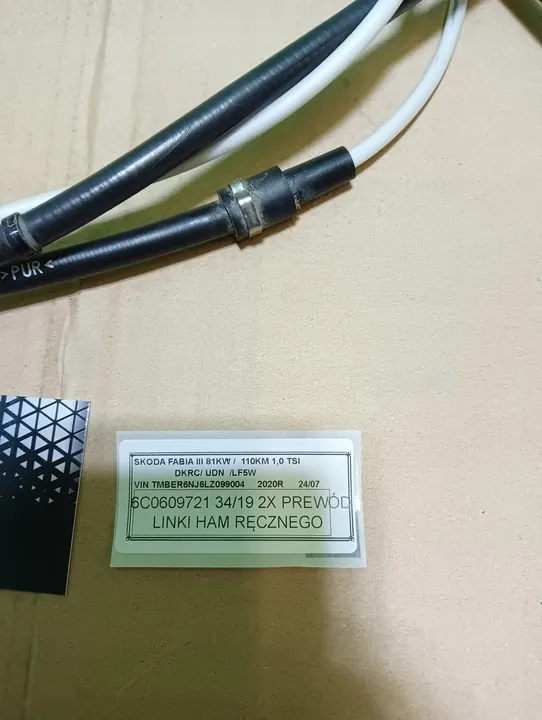 >PUR<
SKODA FABIA III 81KW / 110KM 1,0 TSI
DKRC/ UDN /LF5W
VIN TMBER6NJ6LZ099004 2020R 24/07
6C0609721 34/19 2X PREWÓD
LINKI HAM RĘCZNEGO